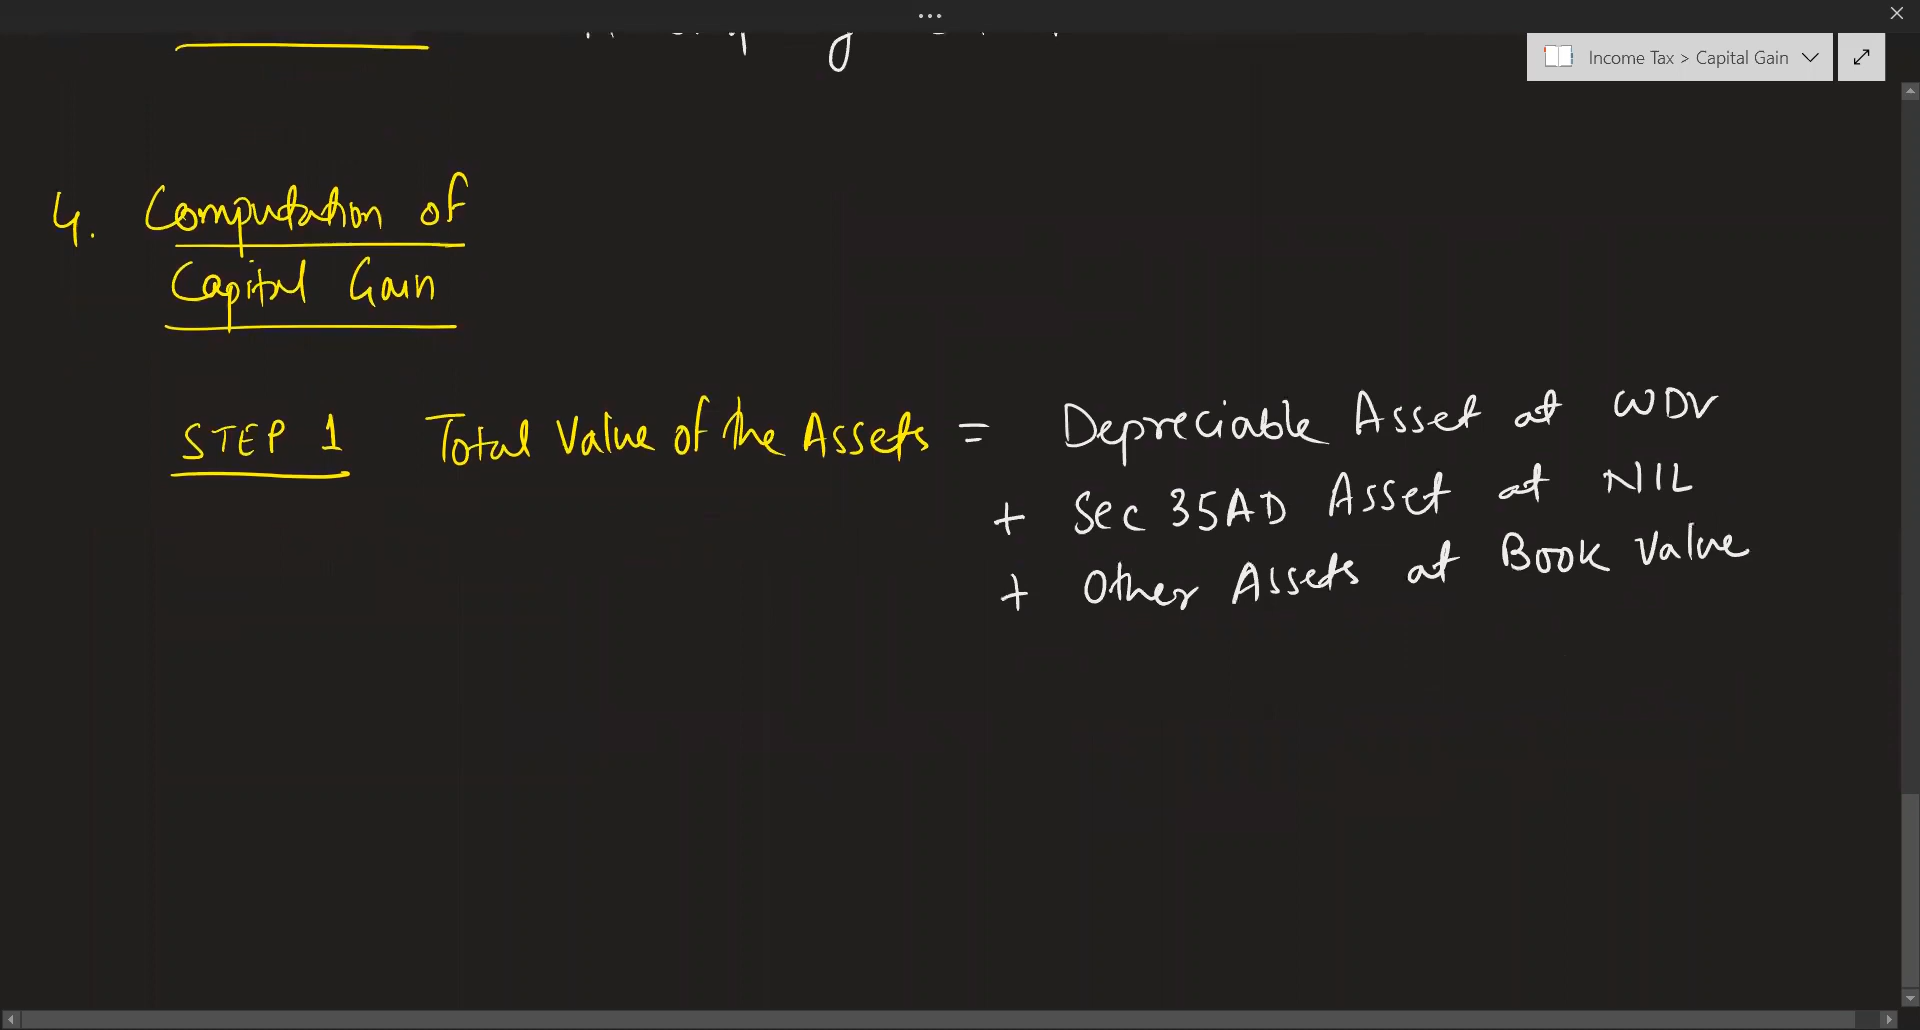 Income Tax > Capital Gain
4. Computation of
Capital Gain
STEP 1 Total Value of the Assets = Depreciable Asset at WDV
+ Sec 35AD Asset at NIL
+ Other Assets at Book Value